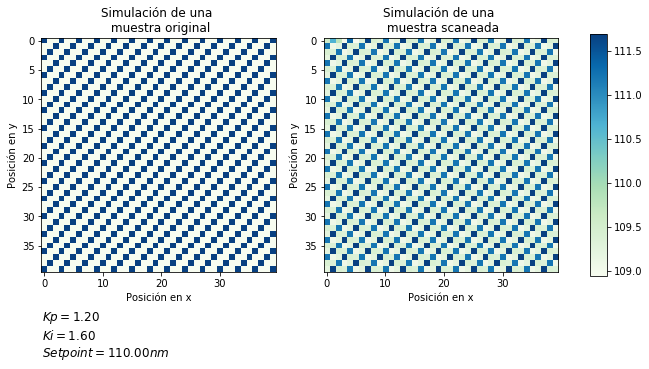 Simulación de una
muestra original
Simulación de una
muestra scaneada
0
5
10
15
20
25
30
35
Posición en y
0
10
20
30
Posición en x
0
5
10
15
20
25
30
35
Posición en y
0
10
20
30
Posición en x
111.5
111.0
110.5
110.0
109.5
109.0
Kp = 1.20
Ki = 1.60
Setpoint = 110.00nm